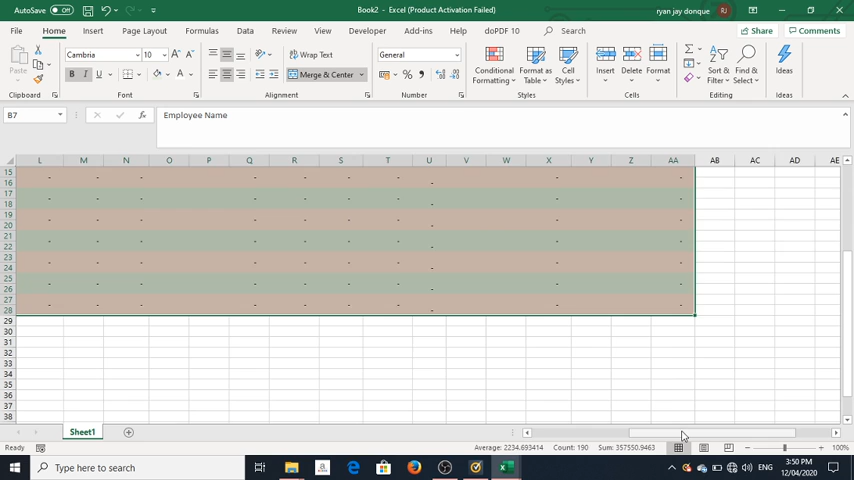 AutoSave Off Book2 - Excel (Product Activation Failed) ryan jay donque RJ
File Home Insert Page Layout Formulas Data Review View Developer Add-ins Help doPDF 10 Search Share Comments
Paste Cambria 10 A A Wrap Text General Conditional Formatting Format as Table Cell Styles Insert Delete Format Sort & Filter Find & Select Ideas
B I U A Merge & Center % ,
Clipboard Font Alignment Number Styles Cells Editing Ideas
B7 fx Employee Name
L M N O P Q R S T U V W X Y Z AA AB AC AD AE
15 - - - - - - - - -
16 -
17
18 - - - - - - - - - -
19 - - - - - - - - -
20 -
21 - - - - - - - - -
22 -
23 - - - - - - - - -
24 -
25 - - - - - - - - -
26 -
27 - - - - - - - - -
28 -
29
30
31
32
33
34
35
36
37
38
Sheet1
Ready Average: 2234.693414 Count: 190 Sum: 357550.9463 100%
Type here to search a ENG 3:50 PM
12/04/2020